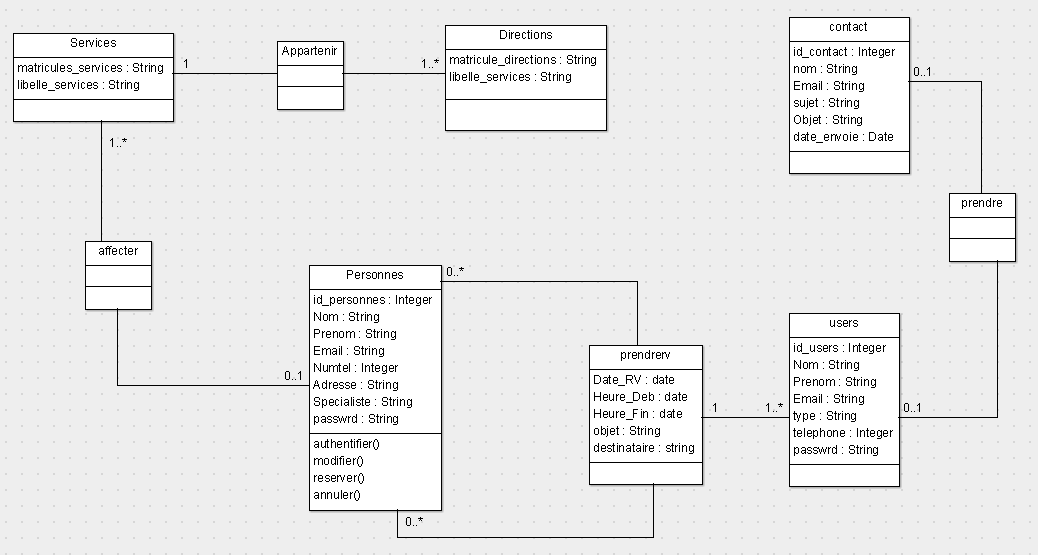 Services
matricules_services : String
libelle_services : String
1
Appartenir
1..*
Directions
matricule_directions : String
libelle_services : String
contact
id_contact : Integer
nom : String
Email : String
sujet : String
Objet : String
date_envoie : Date
0..1
1..*
prendre
affecter
0..1
Personnes
id_personnes : Integer
Nom : String
Prenom : String
Email : String
Numtel : Integer
Adresse : String
Specialiste : String
passwrd : String
authentifier()
modifier()
reserver()
annuler()
0..*
0..*
prendrerv
Date_RV : date
Heure_Deb : date
Heure_Fin : date
objet : String
destinataire : string
1
1..*
users
id_users : Integer
Nom : String
Prenom : String
Email : String
type : String
telephone : Integer
passwrd : String
0..1